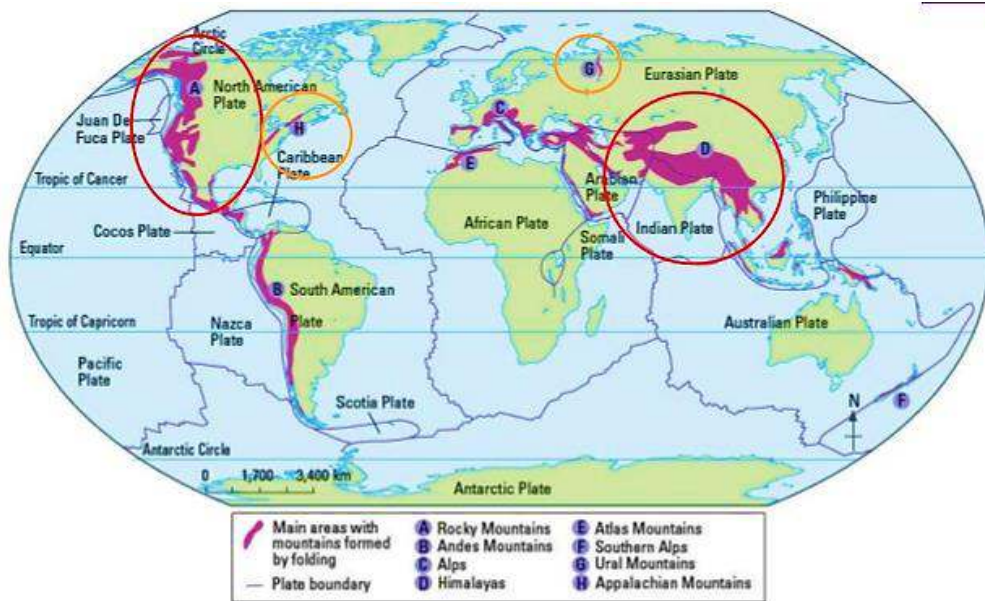 Arctic
Circle
A
North American
Plate
Juan De
Fuca Plate
H
Caribbean
Plate
G
Eurasian Plate
C
D
E
Tropic of Cancer
Arabian
Plate
Philippine
Plate
Cocos Plate
African Plate
Somali
Plate
Indian Plate
Equator
B
South American
Plate
Nazca
Plate
Tropic of Capricorn
Australian Plate
Pacific
Plate
Scotia Plate
N
F
Antarctic Circle
0 1,700 3,400 km
Antarctic Plate
Main areas with
mountains formed
by folding
Plate boundary
A Rocky Mountains
B Andes Mountains
C Alps
D Himalayas
E Atlas Mountains
F Southern Alps
G Ural Mountains
H Appalachian Mountains